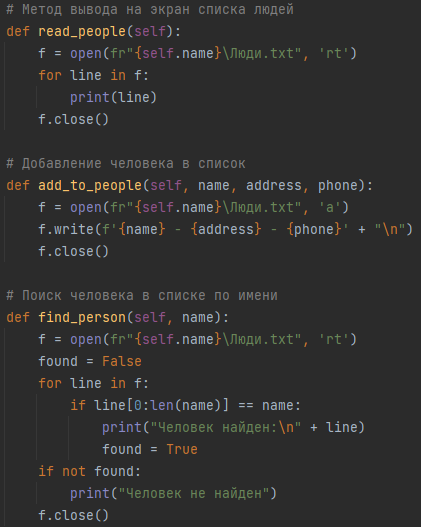 # Метод вывода на экран списка людей
def read_people(self):
    f = open(fr"{self.name}\Люди.txt", 'rt')
    for line in f:
        print(line)
    f.close()

# Добавление человека в список
def add_to_people(self, name, address, phone):
    f = open(fr"{self.name}\Люди.txt", 'a')
    f.write(f'{name} - {address} - {phone}' + "\n")
    f.close()

# Поиск человека в списке по имени
def find_person(self, name):
    f = open(fr"{self.name}\Люди.txt", 'rt')
    found = False
    for line in f:
        if line[0:len(name)] == name:
            print("Человек найден:\n" + line)
            found = True
    if not found:
        print("Человек не найден")
    f.close()